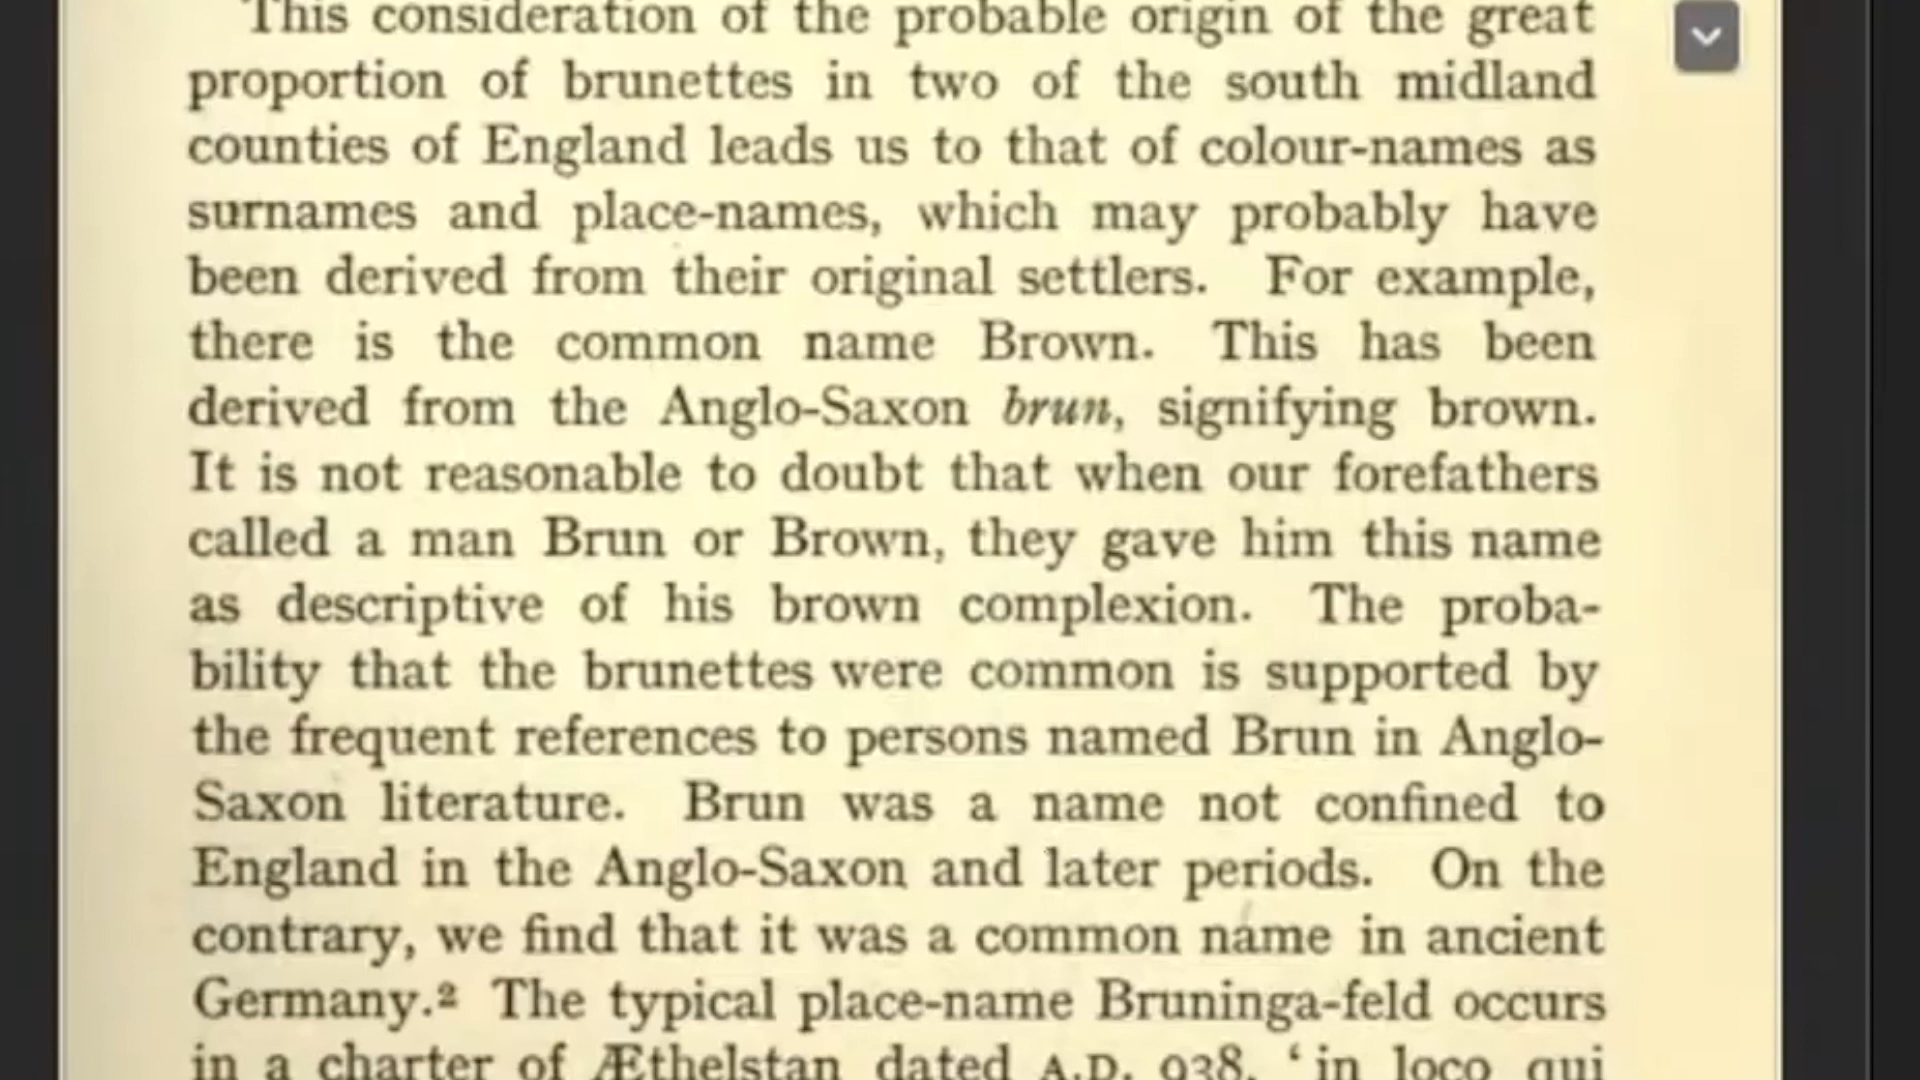 This consideration of the probable origin of the great
proportion of brunettes in two of the south midland
counties of England leads us to that of colour-names as
surnames and place-names, which may probably have
been derived from their original settlers. For example,
there is the common name Brown. This has been
derived from the Anglo-Saxon brun, signifying brown.
It is not reasonable to doubt that when our forefathers
called a man Brun or Brown, they gave him this name
as descriptive of his brown complexion. The proba-
bility that the brunettes were common is supported by
the frequent references to persons named Brun in Anglo-
Saxon literature. Brun was a name not confined to
England in the Anglo-Saxon and later periods. On the
contrary, we find that it was a common name in ancient
Germany.² The typical place-name Bruninga-feld occurs
in a charter of Æthelstan dated A.D. 938, ‘in loco qui